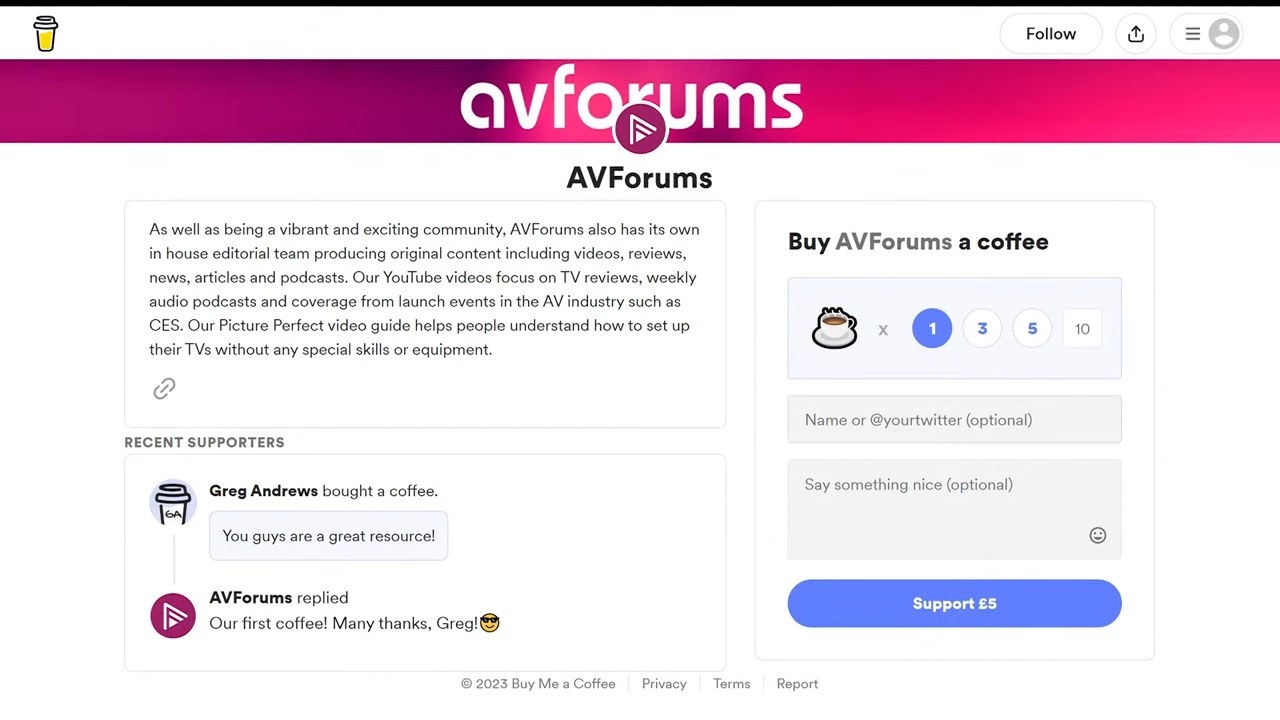 Follow
avforums
AVForums
As well as being a vibrant and exciting community, AVForums also has its own
in house editorial team producing original content including videos, reviews,
news, articles and podcasts. Our YouTube videos focus on TV reviews, weekly
audio podcasts and coverage from launch events in the AV industry such as
CES. Our Picture Perfect video guide helps people understand how to set up
their TVs without any special skills or equipment.
RECENT SUPPORTERS
GA
Greg Andrews bought a coffee.
You guys are a great resource!
AVForums replied
Our first coffee! Many thanks, Greg!😎
Buy AVForums a coffee
x 1 3 5 10
Name or @yourtwitter (optional)
Say something nice (optional)
Support £5
© 2023 Buy Me a Coffee Privacy Terms Report